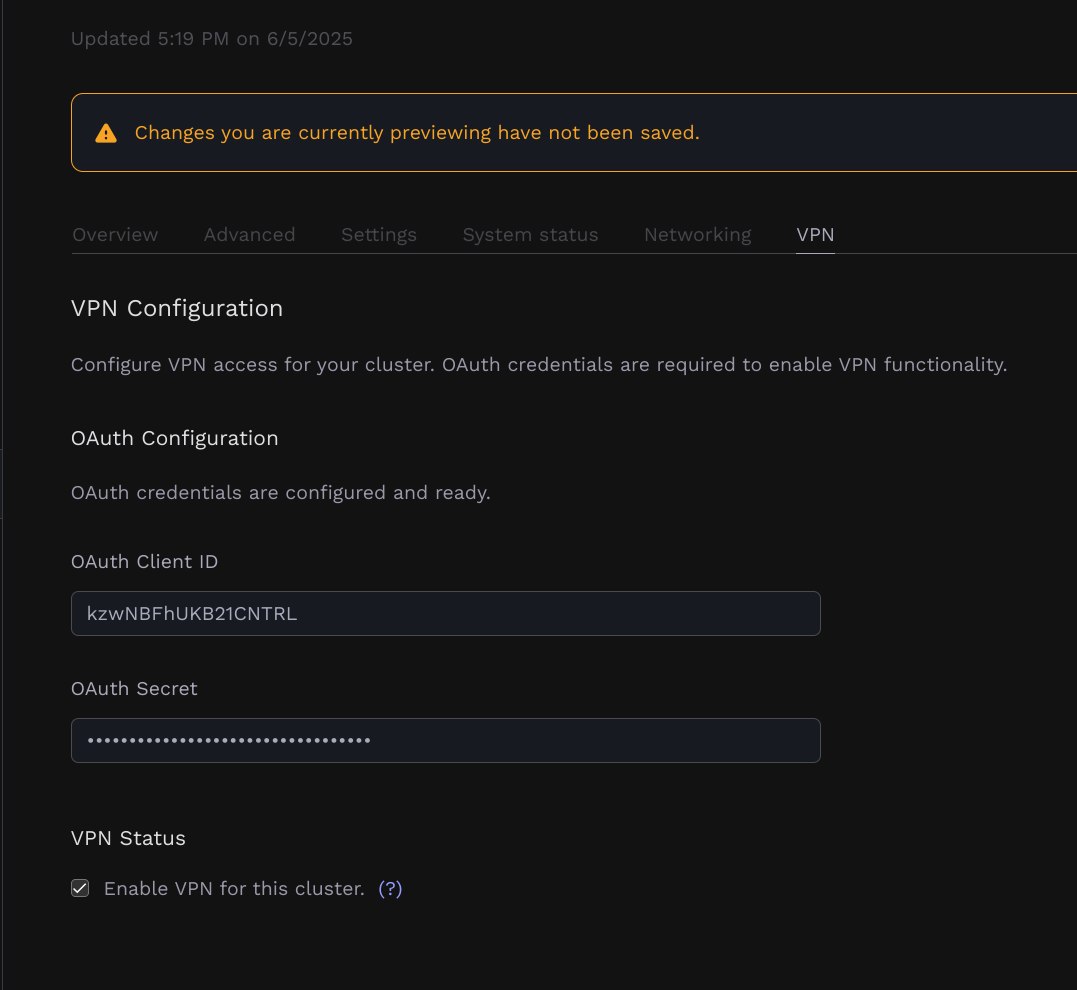 Updated 5:19 PM on 6/5/2025
Changes you are currently previewing have not been saved.
Overview Advanced Settings System status Networking VPN
VPN Configuration
Configure VPN access for your cluster. OAuth credentials are required to enable VPN functionality.
OAuth Configuration
OAuth credentials are configured and ready.
OAuth Client ID
kzwNBFhUKB21CNTRL
OAuth Secret
••••••••••••••••••••••••••••••••••
VPN Status
Enable VPN for this cluster. (?)